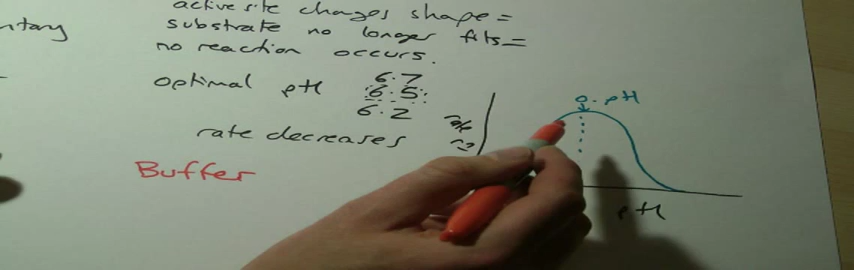 active site changes shape =
substrate no longer fits =
no reaction occurs.
ntary
optimal pH 6.7
6.5
6.2
rate decreases
Buffer
o. pH
rate
pH